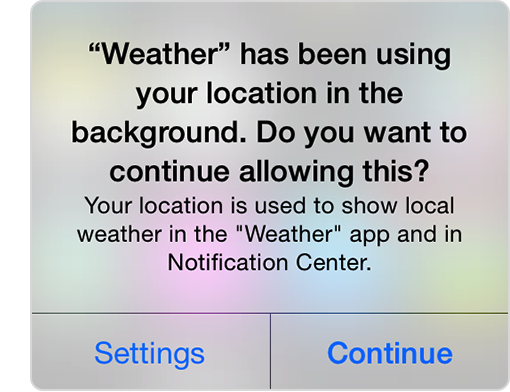 “Weather” has been using
your location in the
background. Do you want to
continue allowing this?
Your location is used to show local
weather in the "Weather" app and in
Notification Center.
Settings
Continue